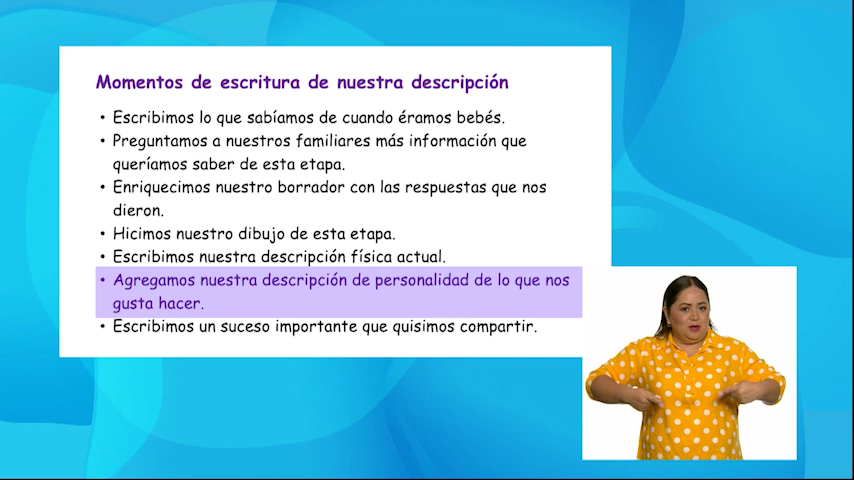 Momentos de escritura de nuestra descripción
• Escribimos lo que sabíamos de cuando éramos bebés.
• Preguntamos a nuestros familiares más información que
queríamos saber de esta etapa.
• Enriquecimos nuestro borrador con las respuestas que nos
dieron.
• Hicimos nuestro dibujo de esta etapa.
• Escribimos nuestra descripción física actual.
• Agregamos nuestra descripción de personalidad de lo que nos
gusta hacer.
• Escribimos un suceso importante que quisimos compartir.